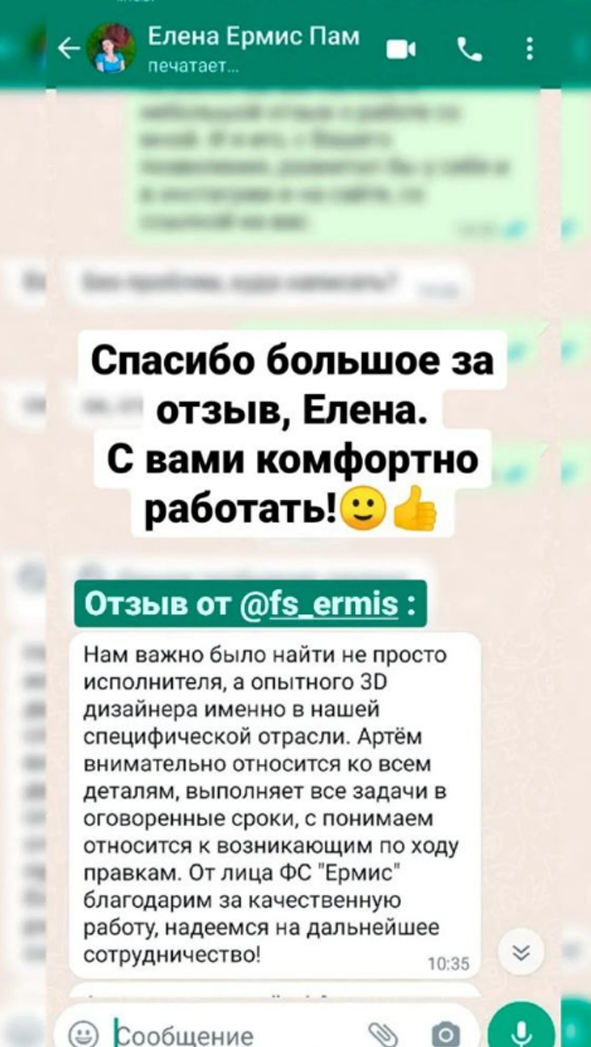 Елена Ермис Пам
печатает...
Спасибо большое за
отзыв, Елена.
С вами комфортно
работать!🙂👍
Отзыв от @fs_ermis :
Нам важно было найти не просто
исполнителя, а опытного 3D
дизайнера именно в нашей
специфической отрасли. Артём
внимательно относится ко всем
деталям, выполняет все задачи в
оговоренные сроки, с понимаем
относится к возникающим по ходу
правкам. От лица ФС "Ермис"
благодарим за качественную
работу, надеемся на дальнейшее
сотрудничество!
10:35
Сообщение